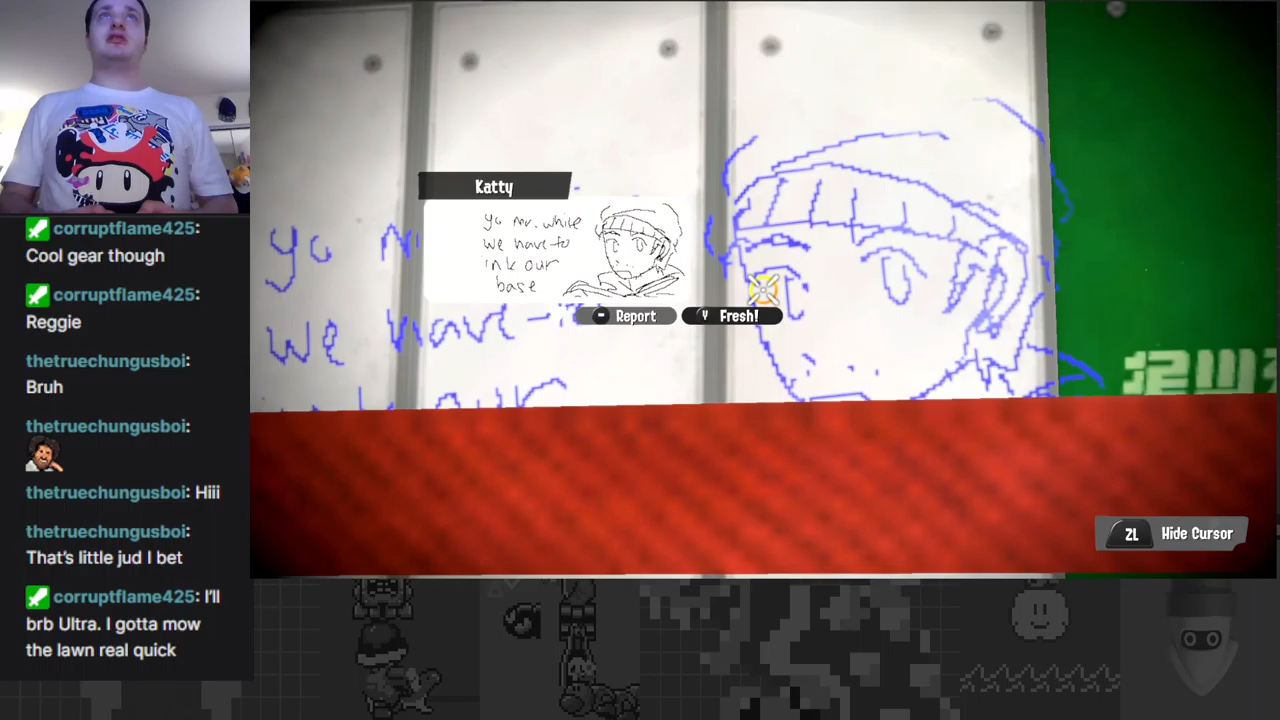 corruptflame425:
Cool gear though
corruptflame425:
Reggie
thetruechungusboi:
Bruh
thetruechungusboi:
thetruechungusboi: Hiii
thetruechungusboi:
That's little jud I bet
corruptflame425: I'll
brb Ultra. I gotta mow
the lawn real quick
Katty
yo mr. white
we have to
ink our
base
- Report
Y Fresh!
yo
we have
ZL Hide Cursor